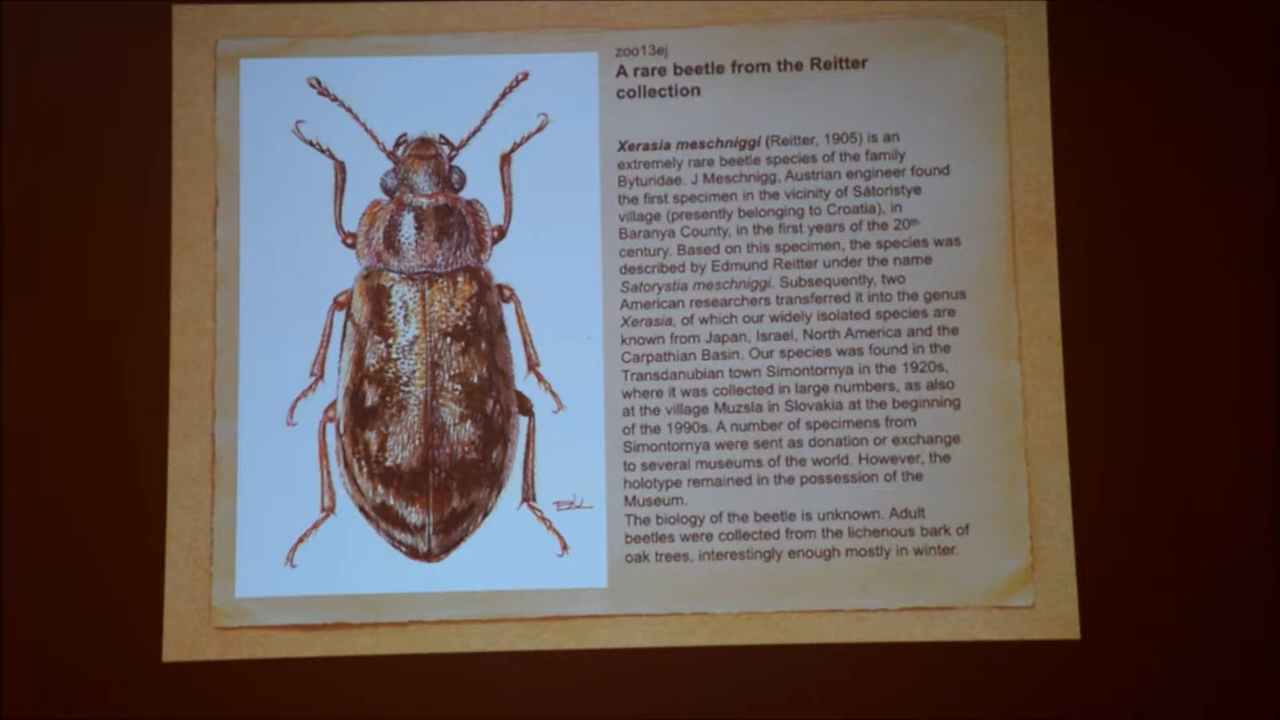 zoo13ej
A rare beetle from the Reitter
collection
Xerasia meschniggi (Reitter, 1905) is an
extremely rare beetle species of the family
Byturidae. J Meschnigg, Austrian engineer found
the first specimen in the vicinity of Sátoristye
village (presently belonging to Croatia), in
Baranya County, in the first years of the 20th
century. Based on this specimen, the species was
described by Edmund Reitter under the name
Satorystia meschniggi. Subsequently, two
American researchers transferred it into the genus
Xerasia, of which our widely isolated species are
known from Japan, Israel, North America and the
Carpathian Basin. Our species was found in the
Transdanubian town Simontornya in the 1920s,
where it was collected in large numbers, as also
at the village Muzsla in Slovakia at the beginning
of the 1990s. A number of specimens from
Simontornya were sent as donation or exchange
to several museums of the world. However, the
holotype remained in the possession of the
Museum.
The biology of the beetle is unknown. Adult
beetles were collected from the lichenous bark of
oak trees, interestingly enough mostly in winter.